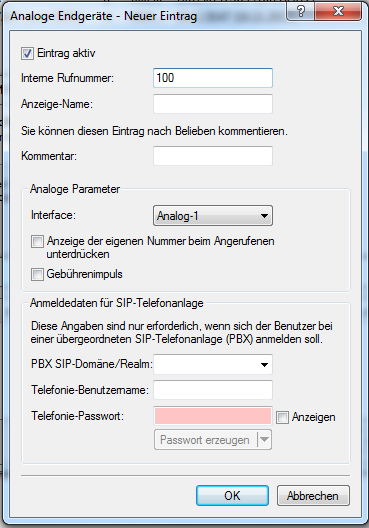 Analoge Endgeräte - Neuer Eintrag
Eintrag aktiv
Interne Rufnummer:
100
Anzeige-Name:
Sie können diesen Eintrag nach Belieben kommentieren.
Kommentar:
Analoge Parameter
Interface:
Analog-1
Anzeige der eigenen Nummer beim Angerufenen
unterdrücken
Gebührenimpuls
Anmeldedaten für SIP-Telefonanlage
Diese Angaben sind nur erforderlich, wenn sich der Benutzer bei
einer übergeordneten SIP-Telefonanlage (PBX) anmelden soll.
PBX SIP-Domäne/Realm:
Telefonie-Benutzername:
Telefonie-Passwort:
Anzeigen
Passwort erzeugen
OK
Abbrechen